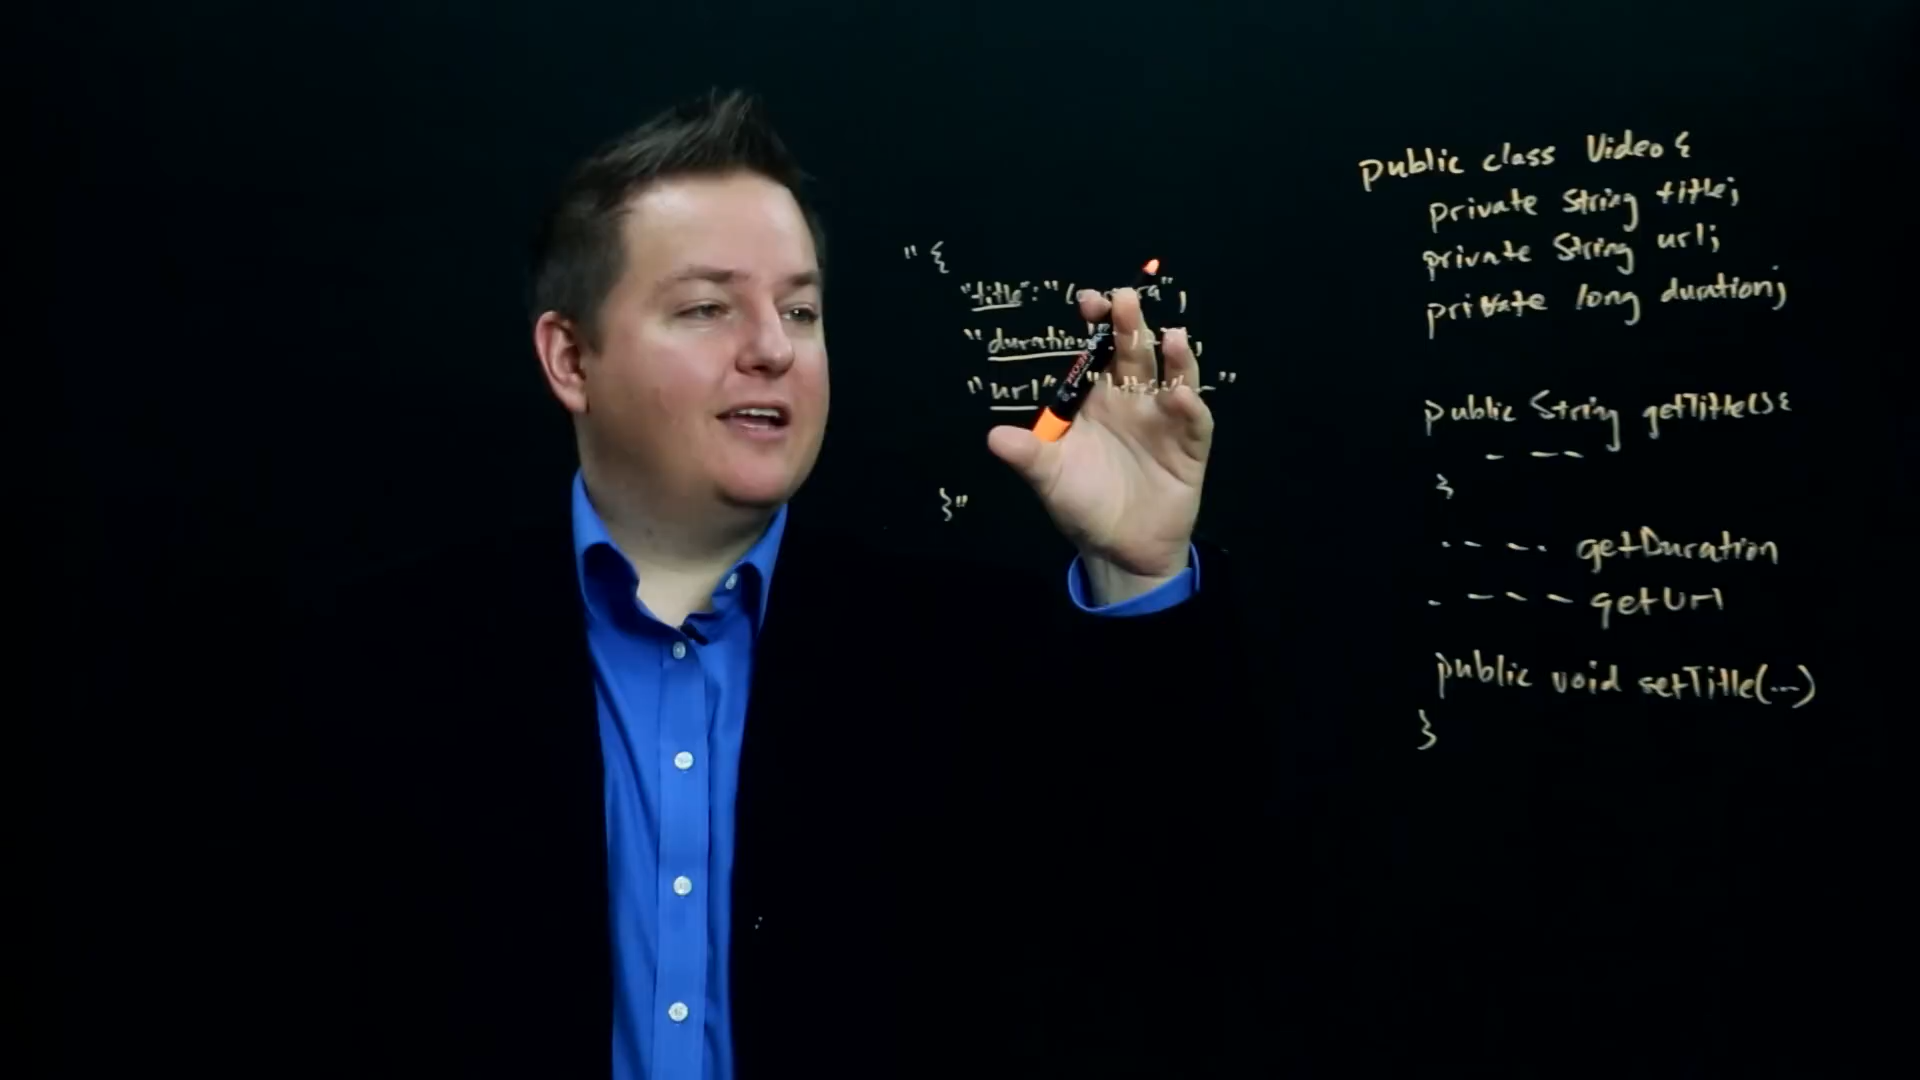 "{
"title": "
"duration":
"url" "https://--"
}"
public class Video {
private String title;
private String url;
private long duration;
public String getTitle(){
- - - -
}
- - - - getDuration
- - - - getUrl
public void setTitle(...)
}